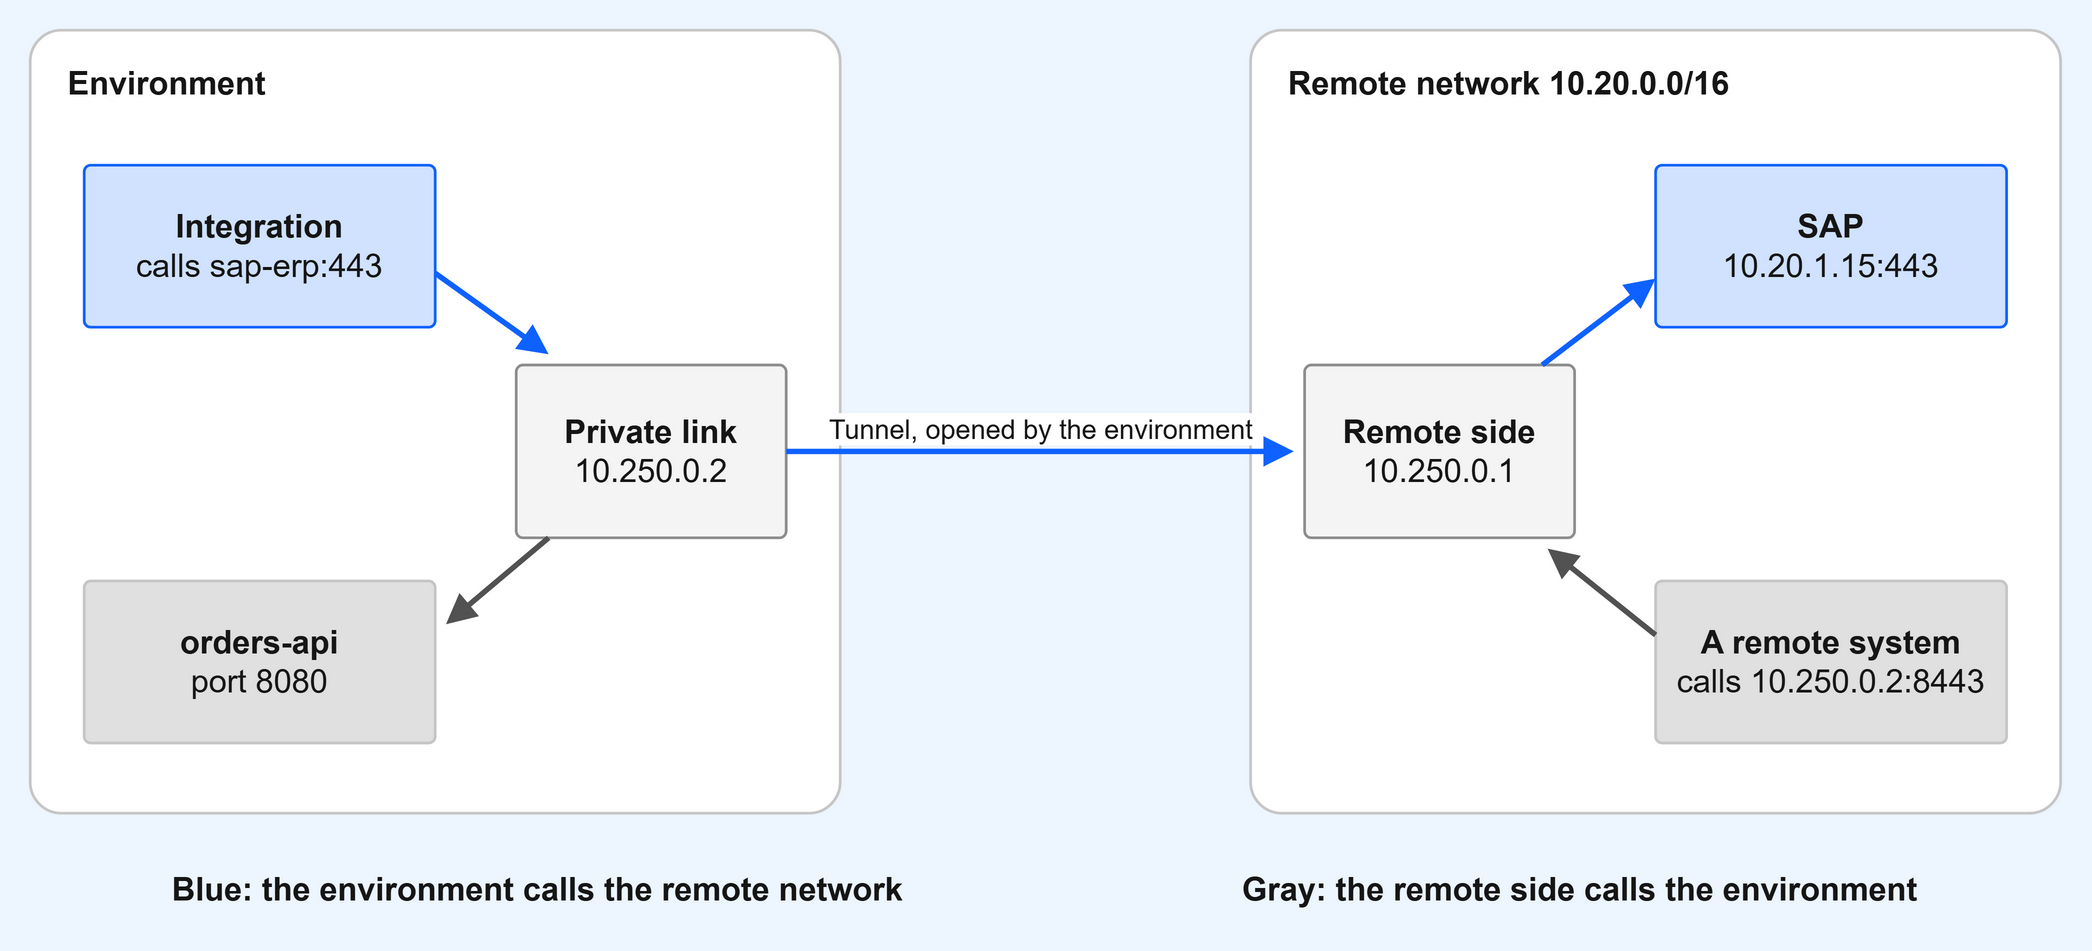 Environment
Integration
calls sap-erp:443
Private link
10.250.0.2
orders-api
port 8080
Tunnel, opened by the environment
Remote network 10.20.0.0/16
SAP
10.20.1.15:443
Remote side
10.250.0.1
A remote system
calls 10.250.0.2:8443
Blue: the environment calls the remote network
Gray: the remote side calls the environment